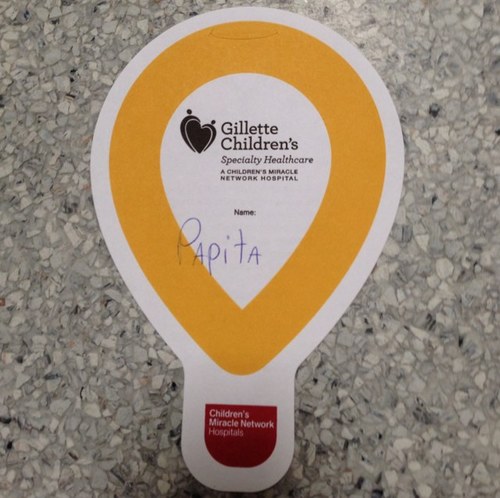 Gillette
Children's
Specialty Healthcare
A CHILDREN'S MIRACLE
NETWORK HOSPITAL
Name:
PApitA
Children's
Miracle Network
Hospitals